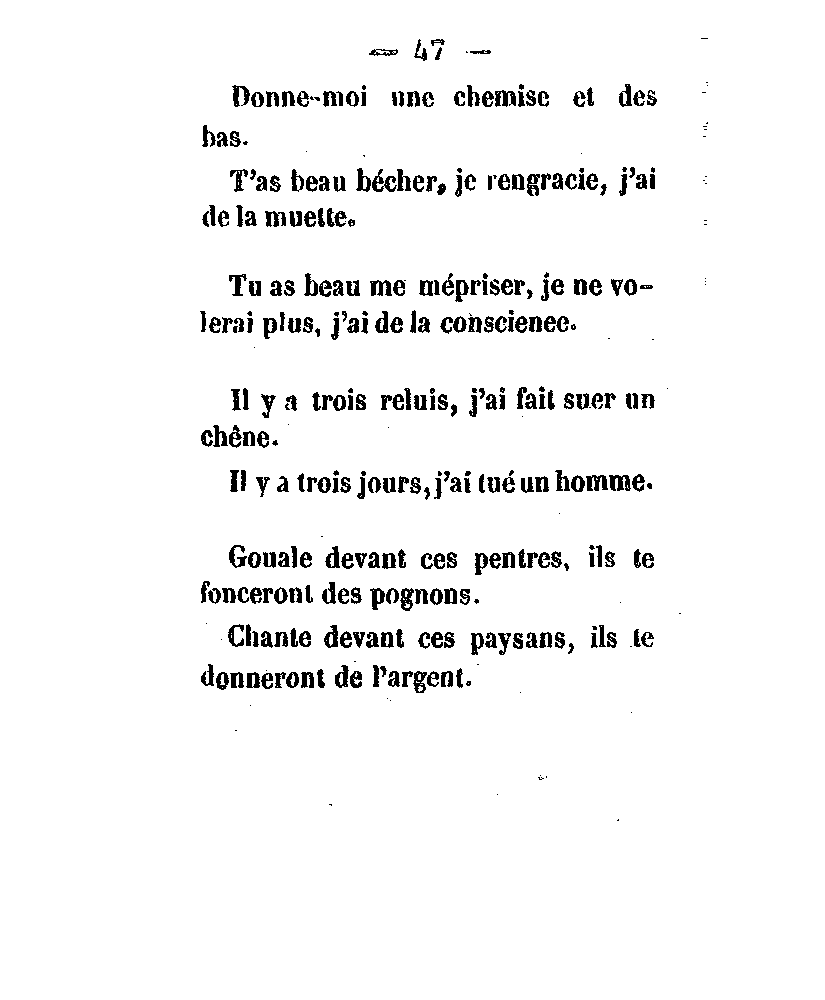 — 47 —
Donne-moi une chemise et des
bas.
T'as beau bécher, je rengracie, j'ai
de la muette.
Tu as beau me mépriser, je ne vo-
lerai plus, j'ai de la conscience.
Il y a trois reluis, j'ai fait suer un
chêne.
Il y a trois jours, j'ai tué un homme.
Gouale devant ces pentres, ils te
fonceront des pognons.
Chante devant ces paysans, ils te
donneront de l'argent.